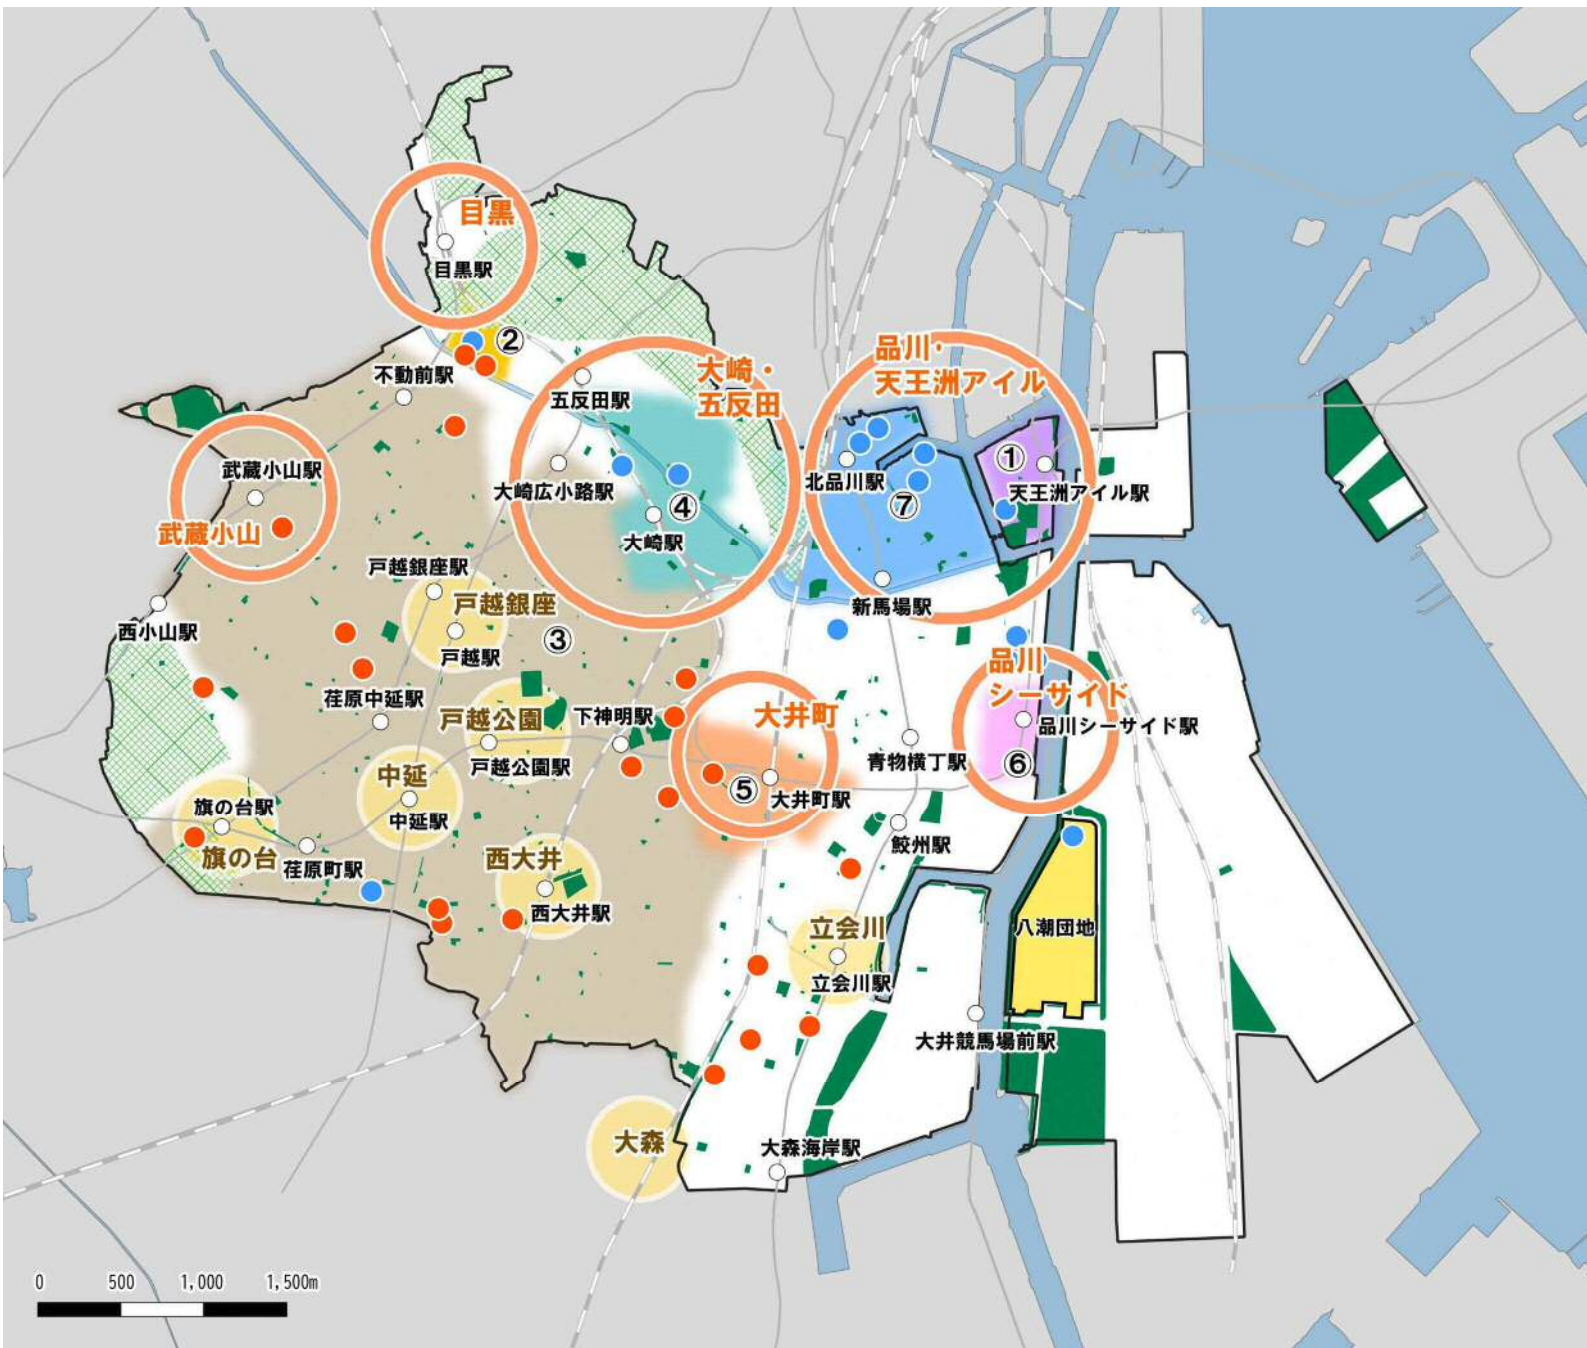 目黒
目黒駅
②
不動前駅
大崎・
五反田
五反田駅
大崎広小路駅
④
大崎駅
品川・
天王洲アイル
北品川駅
①
天王洲アイル駅
⑦
新馬場駅
武蔵小山駅
武蔵小山
戸越銀座駅
戸越銀座
戸越駅
③
西小山駅
荏原中延駅
戸越公園
戸越公園駅
下神明駅
大井町
⑤
大井町駅
品川
シーサイド
品川シーサイド駅
⑥
青物横丁駅
鮫州駅
中延
中延駅
旗の台駅
旗の台
荏原町駅
西大井
西大井駅
立会川
立会川駅
八潮団地
大井競馬場前駅
大森
大森海岸駅
0 500 1,000 1,500m